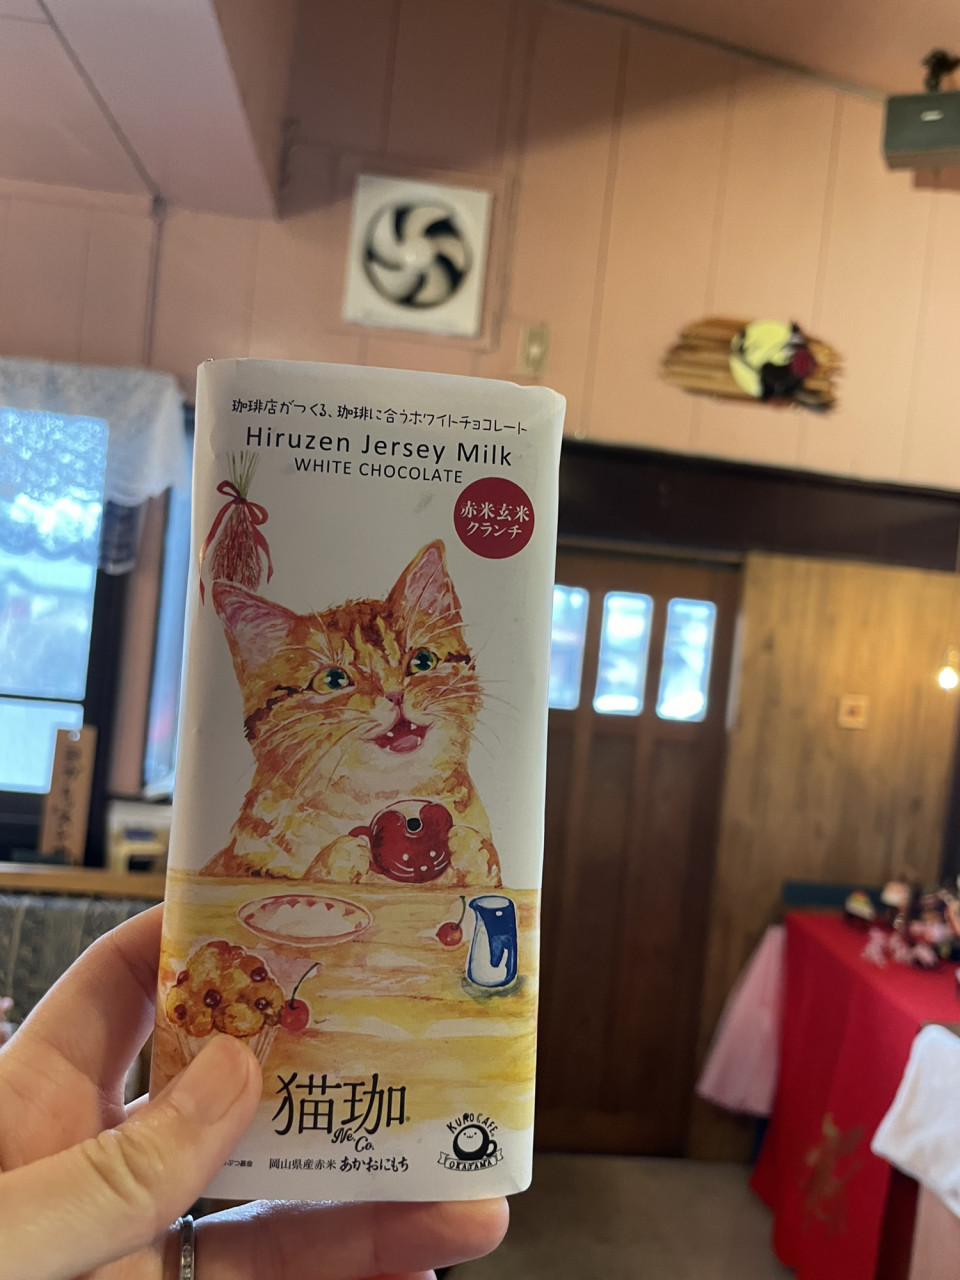 珈琲店がつくる、珈琲に合うホワイトチョコレート
Hiruzen Jersey Milk
WHITE CHOCOLATE
赤米玄米
クランチ
猫珈®
Ne. Co.
岡山県産赤米 あかおにもち
KURO CAFE
OKAYAMA